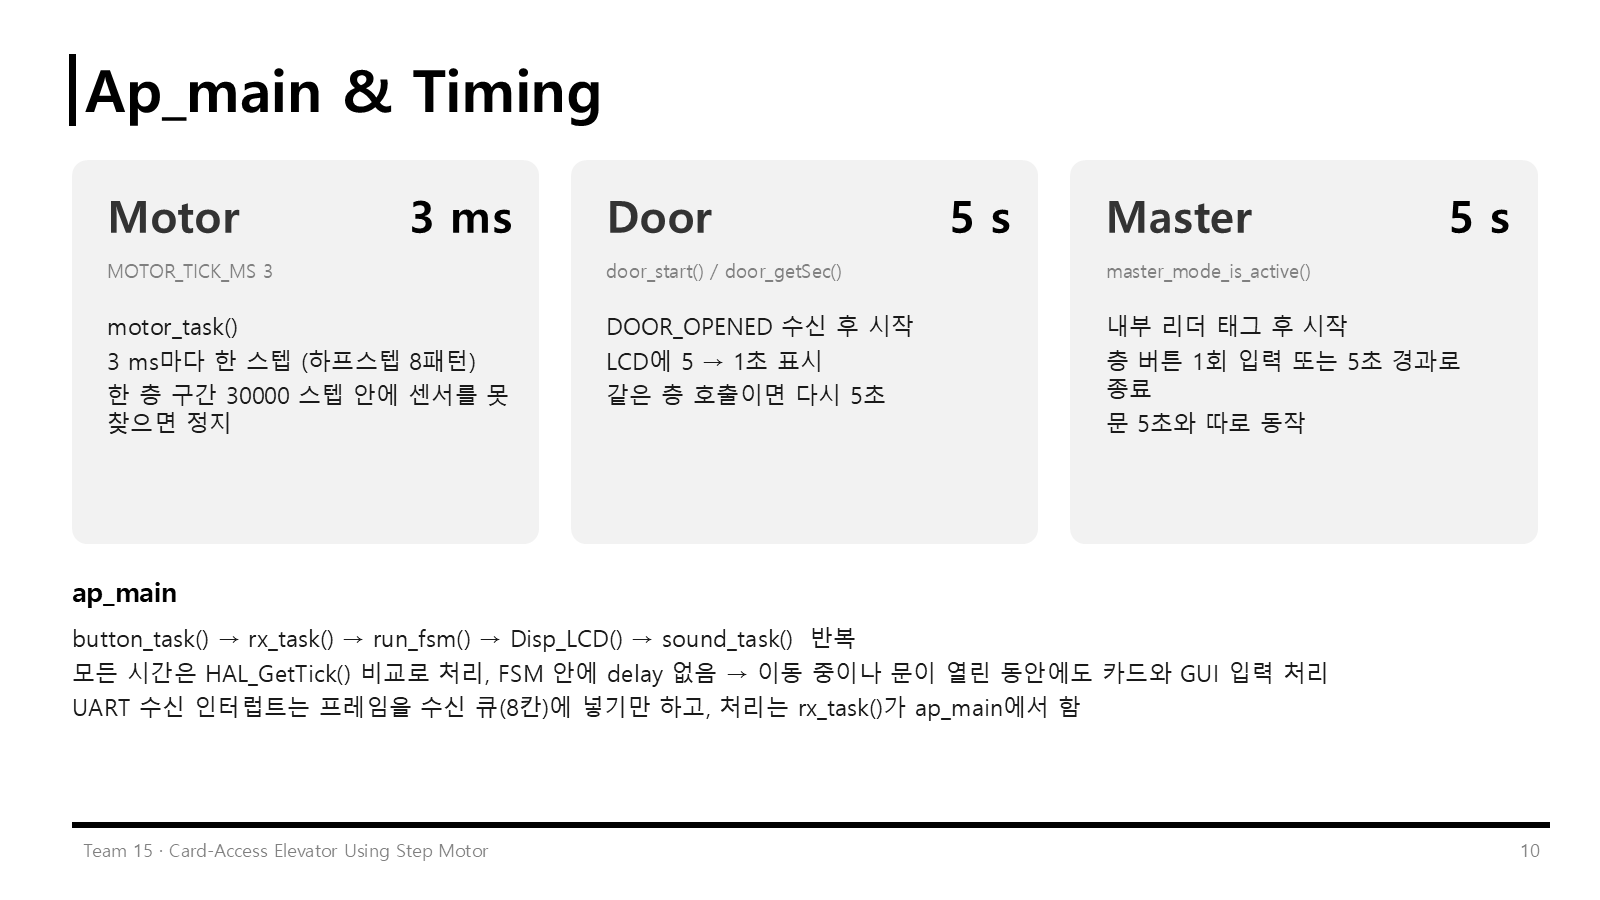 Ap_main & Timing
Motor 3 ms
MOTOR_TICK_MS 3
motor_task()
3 ms마다 한 스텝 (하프스텝 8패턴)
한 층 구간 30000 스텝 안에 센서를 못
찾으면 정지
Door 5 s
door_start() / door_getSec()
DOOR_OPENED 수신 후 시작
LCD에 5 → 1초 표시
같은 층 호출이면 다시 5초
Master 5 s
master_mode_is_active()
내부 리더 태그 후 시작
층 버튼 1회 입력 또는 5초 경과로
종료
문 5초와 따로 동작
ap_main
button_task() → rx_task() → run_fsm() → Disp_LCD() → sound_task() 반복
모든 시간은 HAL_GetTick() 비교로 처리, FSM 안에 delay 없음 → 이동 중이나 문이 열린 동안에도 카드와 GUI 입력 처리
UART 수신 인터럽트는 프레임을 수신 큐(8칸)에 넣기만 하고, 처리는 rx_task()가 ap_main에서 함
Team 15 · Card-Access Elevator Using Step Motor
10